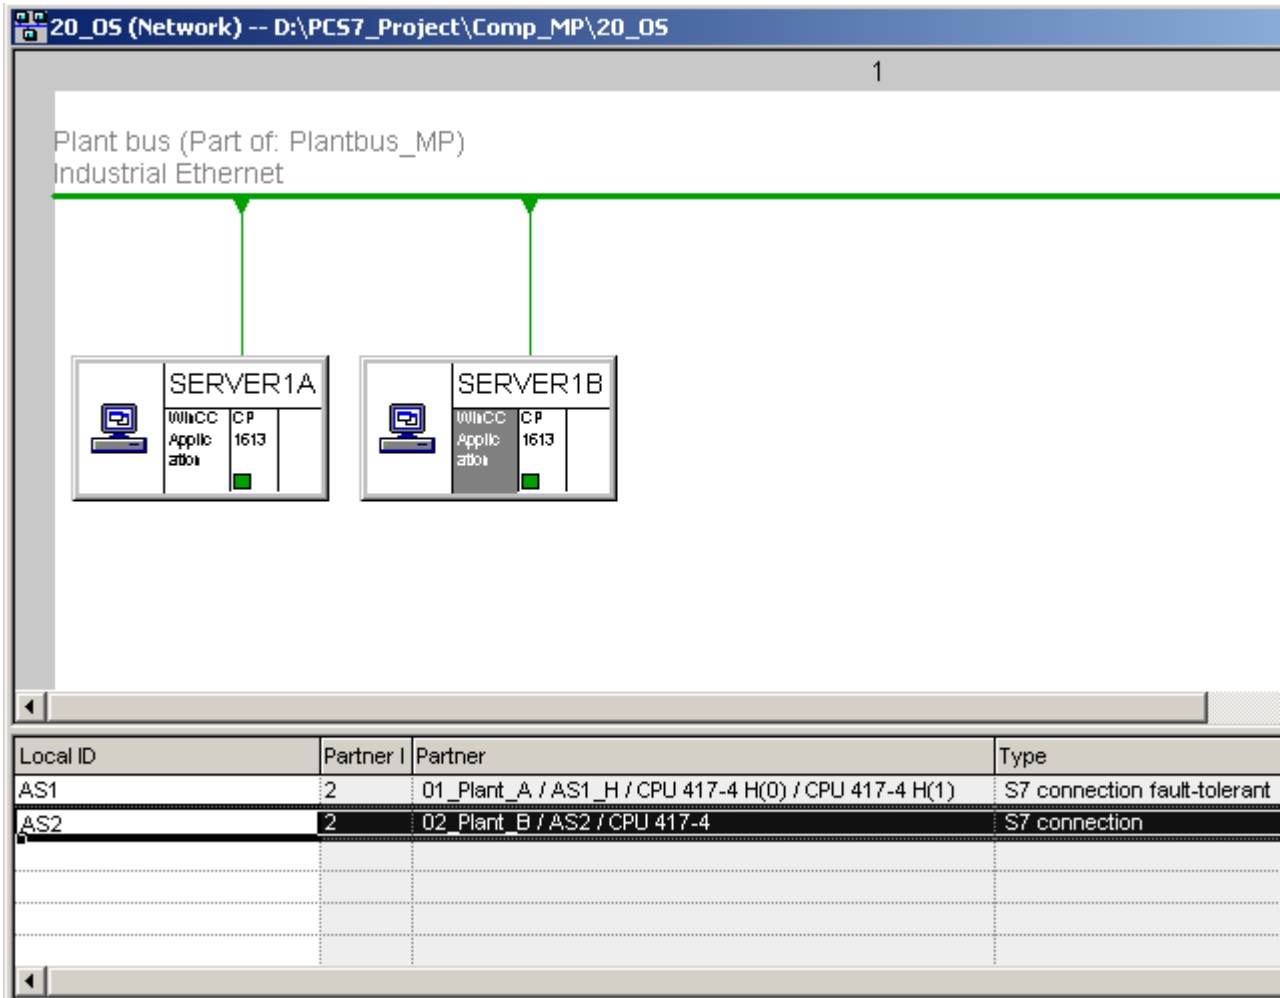 20_OS (Network) -- D:\PCS7_Project\Comp_MP\20_OS
1
Plant bus (Part of: Plantbus_MP)
Industrial Ethernet
SERVER1A
WinCC Applic ation
CP 1613
SERVER1B
WinCC Applic ation
CP 1613
Local ID Partner I Partner Type
AS1 2 01_Plant_A / AS1_H / CPU 417-4 H(0) / CPU 417-4 H(1) S7 connection fault-tolerant
AS2 2 02_Plant_B / AS2 / CPU 417-4 S7 connection